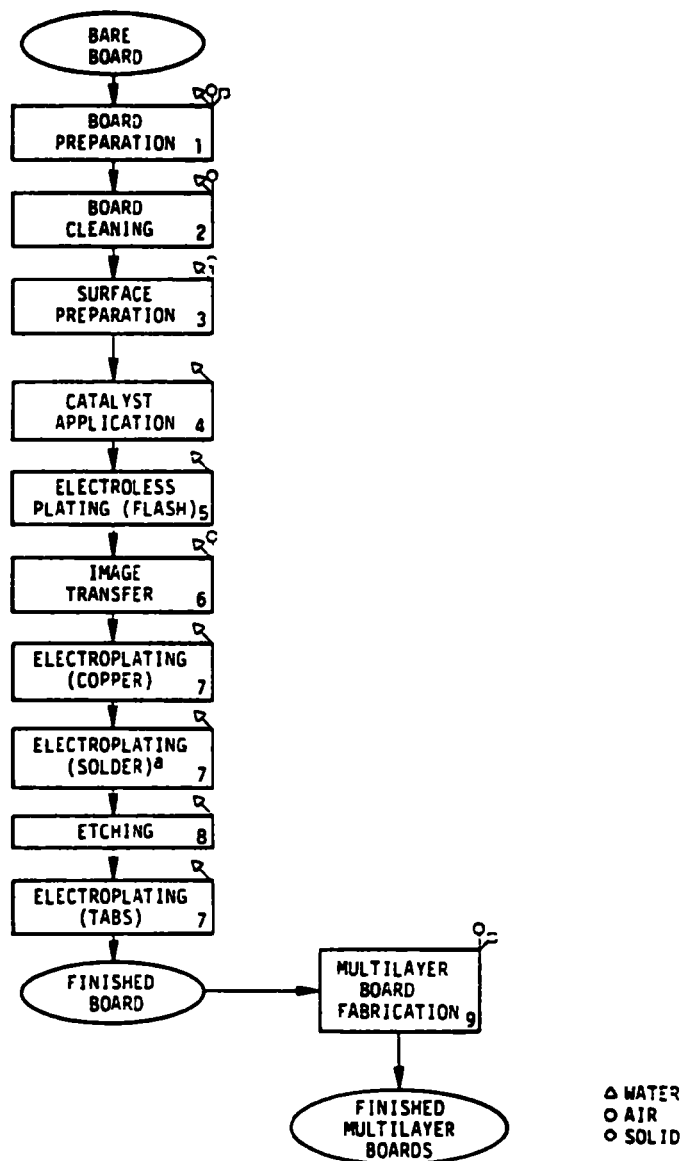 BARE
BOARD
BOARD
PREPARATION 1
BOARD
CLEANING 2
SURFACE
PREPARATION 3
CATALYST
APPLICATION 4
ELECTROLESS
PLATING (FLASH) 5
IMAGE
TRANSFER 6
ELECTROPLATING
(COPPER) 7
ELECTROPLATING
(SOLDER)a 7
ETCHING 8
ELECTROPLATING
(TABS) 7
FINISHED
BOARD
MULTILAYER
BOARD
FABRICATION 9
FINISHED
MULTILAYER
BOARDS
WATER
AIR
SOLID